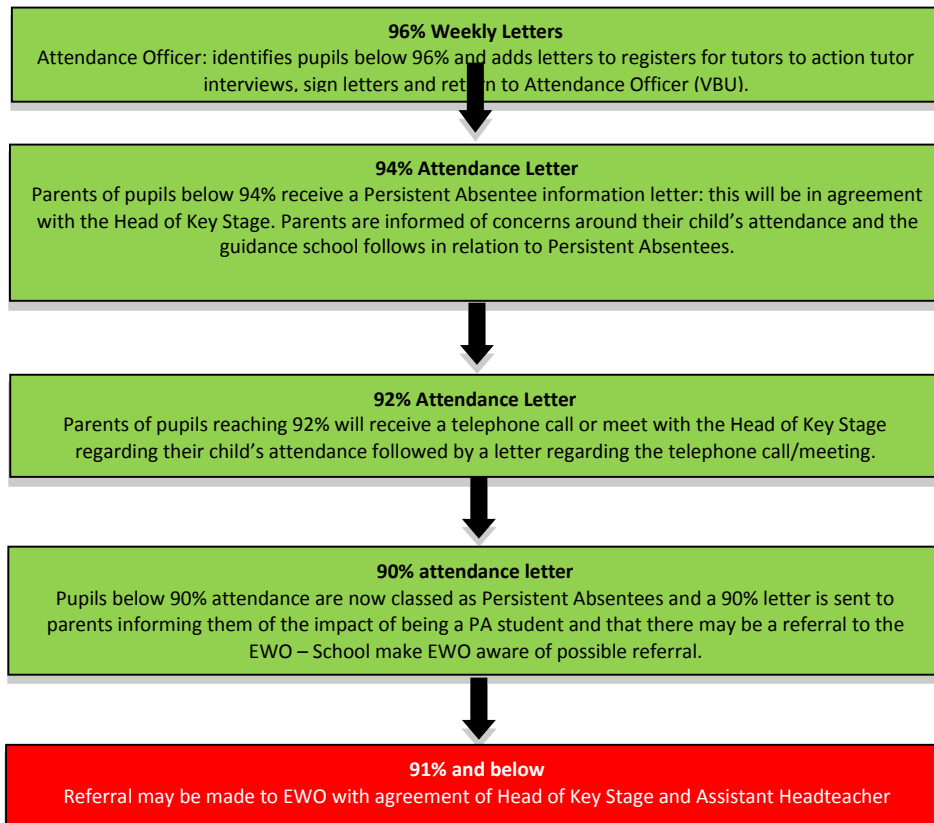 96% Weekly Letters
Attendance Officer: identifies pupils below 96% and adds letters to registers for tutors to action tutor
interviews, sign letters and return to Attendance Officer (VBU).
94% Attendance Letter
Parents of pupils below 94% receive a Persistent Absentee information letter: this will be in agreement
with the Head of Key Stage. Parents are informed of concerns around their child’s attendance and the
guidance school follows in relation to Persistent Absentees.
92% Attendance Letter
Parents of pupils reaching 92% will receive a telephone call or meet with the Head of Key Stage
regarding their child’s attendance followed by a letter regarding the telephone call/meeting.
90% attendance letter
Pupils below 90% attendance are now classed as Persistent Absentees and a 90% letter is sent to
parents informing them of the impact of being a PA student and that there may be a referral to the
EWO – School make EWO aware of possible referral.
91% and below
Referral may be made to EWO with agreement of Head of Key Stage and Assistant Headteacher